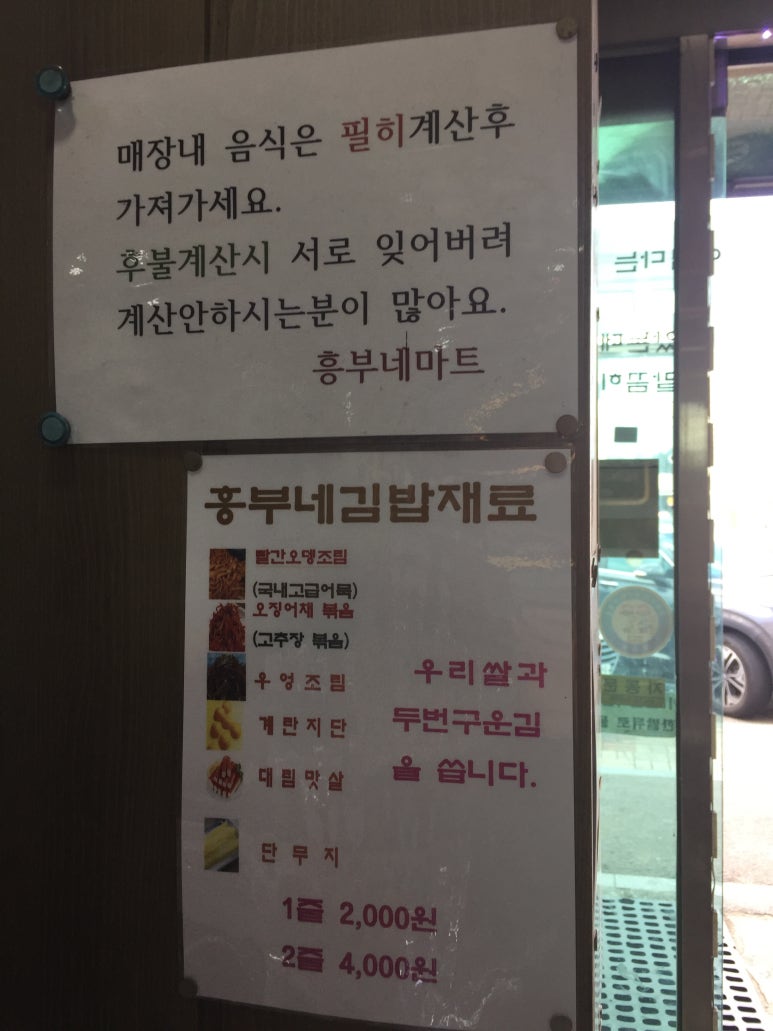 매장내 음식은 필히계산후
가져가세요.
후불계산시 서로 잊어버려
계산안하시는분이 많아요.
흥부네마트
흥부네김밥재료
빨간오뎅조림
(국내고급어묵)
오징어채 볶음
(고추장 볶음)
우엉조림
계란지단
대림맛살
단무지
우리쌀과
두번구운김
을 씁니다.
1줄 2,000원
2줄 4,000원